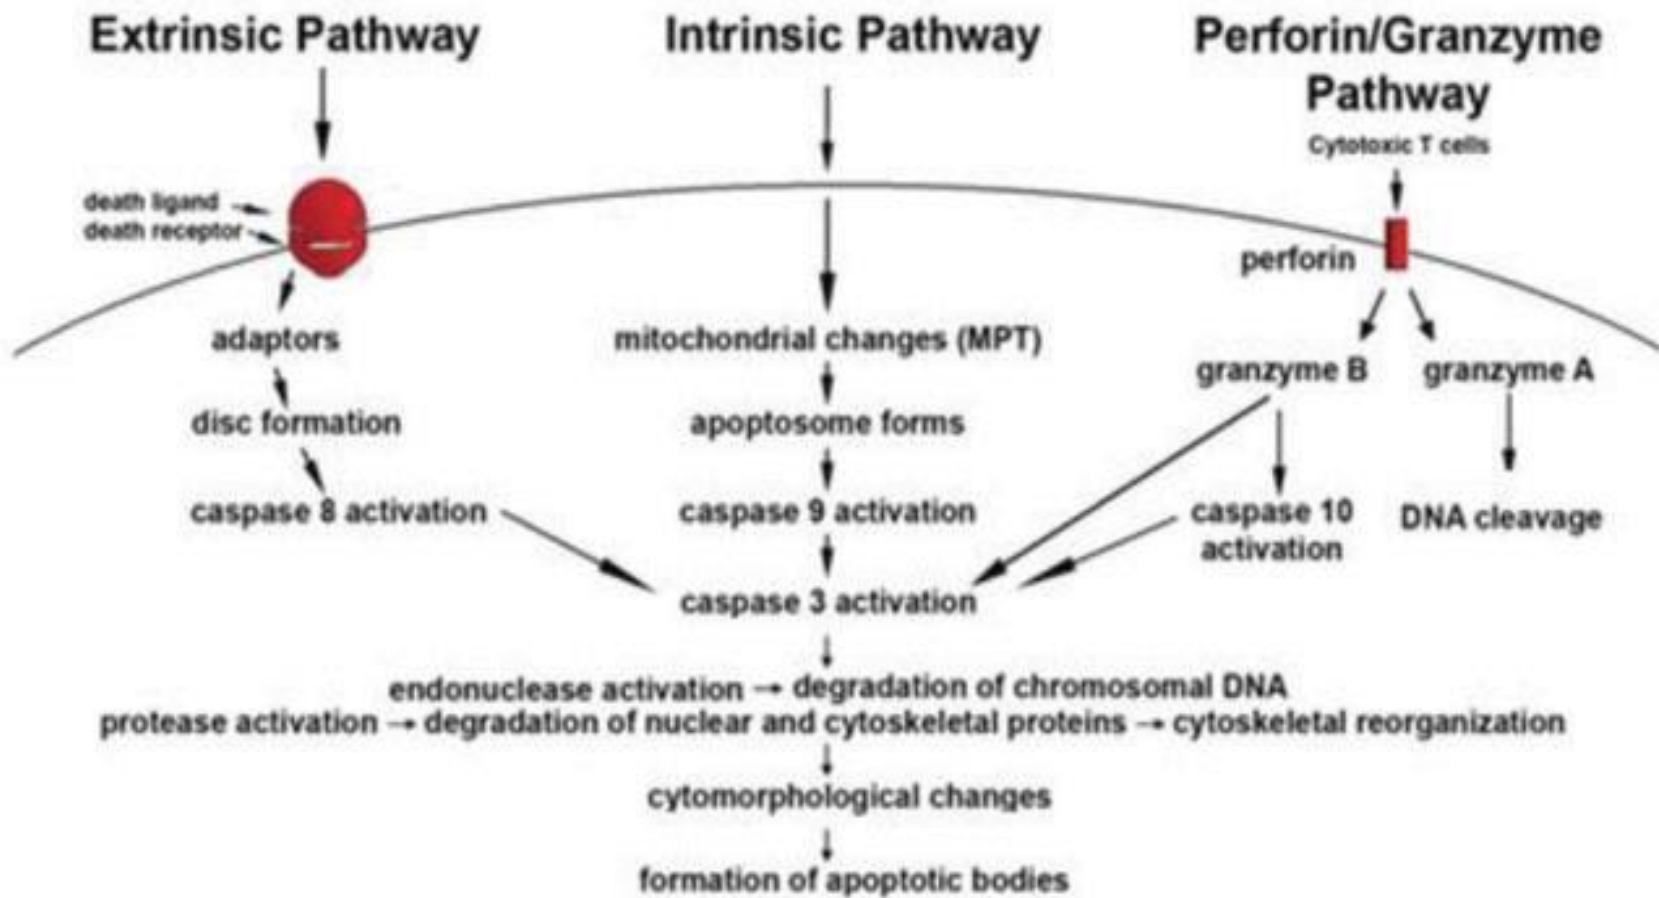 Extrinsic Pathway
Intrinsic Pathway
Perforin/Granzyme
Pathway
Cytotoxic T cells
death ligand
death receptor
perforin
adaptors
mitochondrial changes (MPT)
granzyme B
granzyme A
disc formation
apoptosome forms
caspase 8 activation
caspase 9 activation
caspase 10
activation
DNA cleavage
caspase 3 activation
endonuclease activation → degradation of chromosomal DNA
protease activation → degradation of nuclear and cytoskeletal proteins → cytoskeletal reorganization
cytomorphological changes
formation of apoptotic bodies